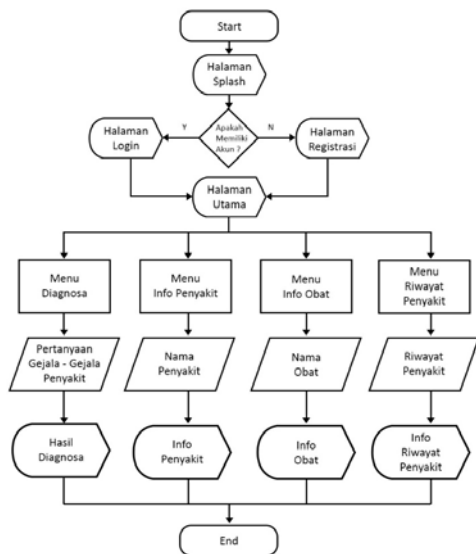 Start
Halaman
Splash
Apakah
Memiliki
Akun ?
Y
N
Halaman
Login
Halaman
Registrasi
Halaman
Utama
Menu
Diagnosa
Menu
Info Penyakit
Menu
Info Obat
Menu
Riwayat
Penyakit
Pertanyaan
Gejala - Gejala
Penyakit
Nama
Penyakit
Nama
Obat
Riwayat
Penyakit
Hasil
Diagnosa
Info
Penyakit
Info
Obat
Info
Riwayat
Penyakit
End